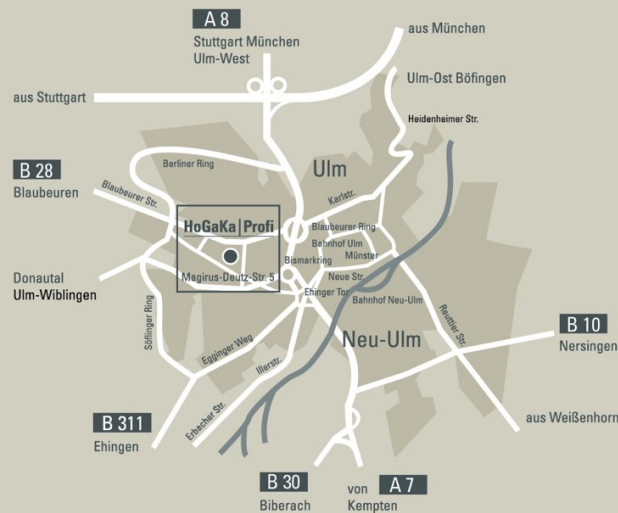 A 8
Stuttgart München
Ulm-West
aus München
Ulm-Ost Böfingen
aus Stuttgart
Heidenheimer Str.
Berliner Ring
Ulm
B 28
Blaubeuren
Blaubeurer Str.
Karlstr.
HoGaKa|Profi
Blaubeurer Ring
Bahnhof Ulm
Münster
Bismarkring
Donautal
Ulm-Wiblingen
Magirus-Deutz-Str. 5
Neue Str.
Ehinger Tor
Bahnhof Neu-Ulm
Söflinger Ring
Reuttier Str.
B 10
Nersingen
Neu-Ulm
Egginger Weg
Illerstr.
Erbacher Str.
B 311
Ehingen
aus Weißenhorn
B 30
Biberach
von A 7
Kempten